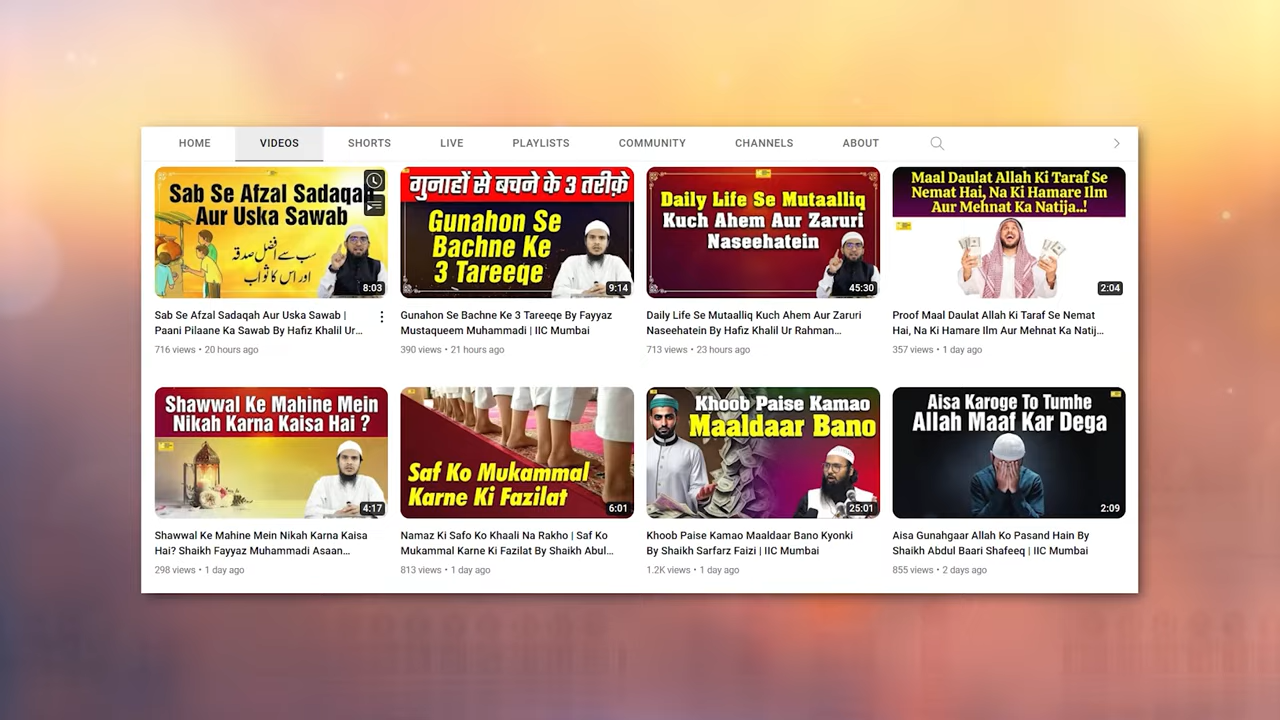 HOME VIDEOS SHORTS LIVE PLAYLISTS COMMUNITY CHANNELS ABOUT
Sab Se Afzal Sadaqah
Aur Uska Sawab
سب سے افضل صدقہ
اور اس کا ثواب
8:03
Sab Se Afzal Sadaqah Aur Uska Sawab |
Paani Pilaane Ka Sawab By Hafiz Khalil Ur...
716 views • 20 hours ago
गुनाहों से बचने के 3 तरीक़े
Gunahon Se
Bachne Ke
3 Tareeqe
9:14
Gunahon Se Bachne Ke 3 Tareeqe By Fayyaz
Mustaqueem Muhammadi | IIC Mumbai
390 views • 21 hours ago
Daily Life Se Mutaalliq
Kuch Ahem Aur Zaruri
Naseehatein
45:30
Daily Life Se Mutaalliq Kuch Ahem Aur Zaruri
Naseehatein By Hafiz Khalil Ur Rahman...
713 views • 23 hours ago
Maal Daulat Allah Ki Taraf Se
Nemat Hai, Na Ki Hamare Ilm
Aur Mehnat Ka Natija..!
2:04
Proof Maal Daulat Allah Ki Taraf Se Nemat
Hai, Na Ki Hamare Ilm Aur Mehnat Ka Natij...
357 views • 1 day ago
Shawwal Ke Mahine Mein
Nikah Karna Kaisa Hai ?
4:17
Shawwal Ke Mahine Mein Nikah Karna Kaisa
Hai? Shaikh Fayyaz Muhammadi Asaan...
298 views • 1 day ago
Saf Ko Mukammal
Karne Ki Fazilat
6:01
Namaz Ki Safo Ko Khaali Na Rakho | Saf Ko
Mukammal Karne Ki Fazilat By Shaikh Abul...
813 views • 1 day ago
Khoob Paise Kamao
Maaldaar Bano
25:01
Khoob Paise Kamao Maaldaar Bano Kyonki
By Shaikh Sarfarz Faizi | IIC Mumbai
1.2K views • 1 day ago
Aisa Karoge To Tumhe
Allah Maaf Kar Dega
2:09
Aisa Gunahgaar Allah Ko Pasand Hain By
Shaikh Abdul Baari Shafeeq | IIC Mumbai
855 views • 2 days ago